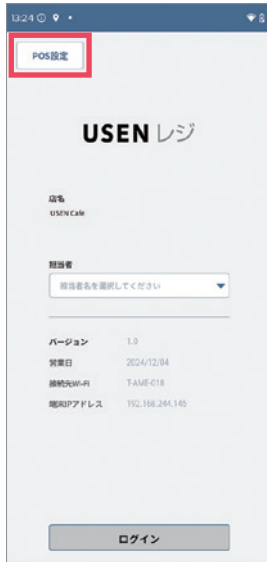 13:24
POS設定
USEN レジ
店名
USEN Cafe
担当者
担当者名を選択してください
バージョン 1.0
営業日 2024/12/04
接続先Wi-Fi T-AME-018
端末IPアドレス 192.168.244.146
ログイン